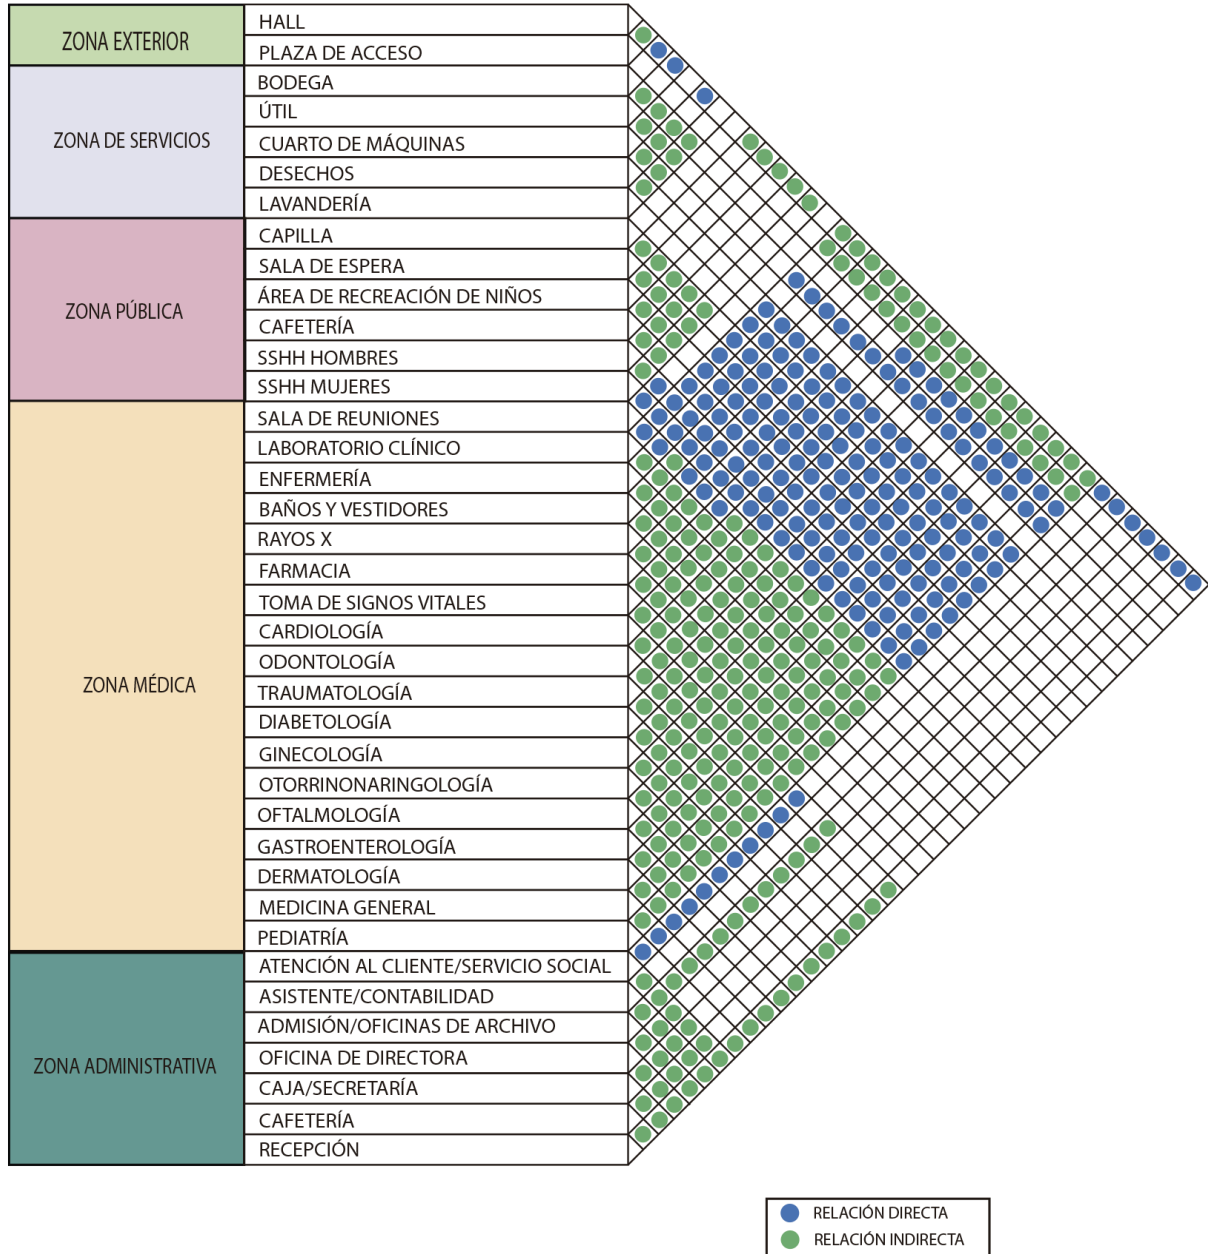 ZONA EXTERIOR
HALL
PLAZA DE ACCESO
ZONA DE SERVICIOS
BODEGA
ÚTIL
CUARTO DE MÁQUINAS
DESECHOS
LAVANDERÍA
ZONA PÚBLICA
CAPILLA
SALA DE ESPERA
ÁREA DE RECREACIÓN DE NIÑOS
CAFETERÍA
SSHH HOMBRES
SSHH MUJERES
ZONA MÉDICA
SALA DE REUNIONES
LABORATORIO CLÍNICO
ENFERMERÍA
BAÑOS Y VESTIDORES
RAYOS X
FARMACIA
TOMA DE SIGNOS VITALES
CARDIOLOGÍA
ODONTOLOGÍA
TRAUMATOLOGÍA
DIABETOLOGÍA
GINECOLOGÍA
OTORRINONARINGOLOGÍA
OFTALMOLOGÍA
GASTROENTEROLOGÍA
DERMATOLOGÍA
MEDICINA GENERAL
PEDIATRÍA
ZONA ADMINISTRATIVA
ATENCIÓN AL CLIENTE/SERVICIO SOCIAL
ASISTENTE/CONTABILIDAD
ADMISIÓN/OFICINAS DE ARCHIVO
OFICINA DE DIRECTORA
CAJA/SECRETARÍA
CAFETERÍA
RECEPCIÓN
RELACIÓN DIRECTA
RELACIÓN INDIRECTA